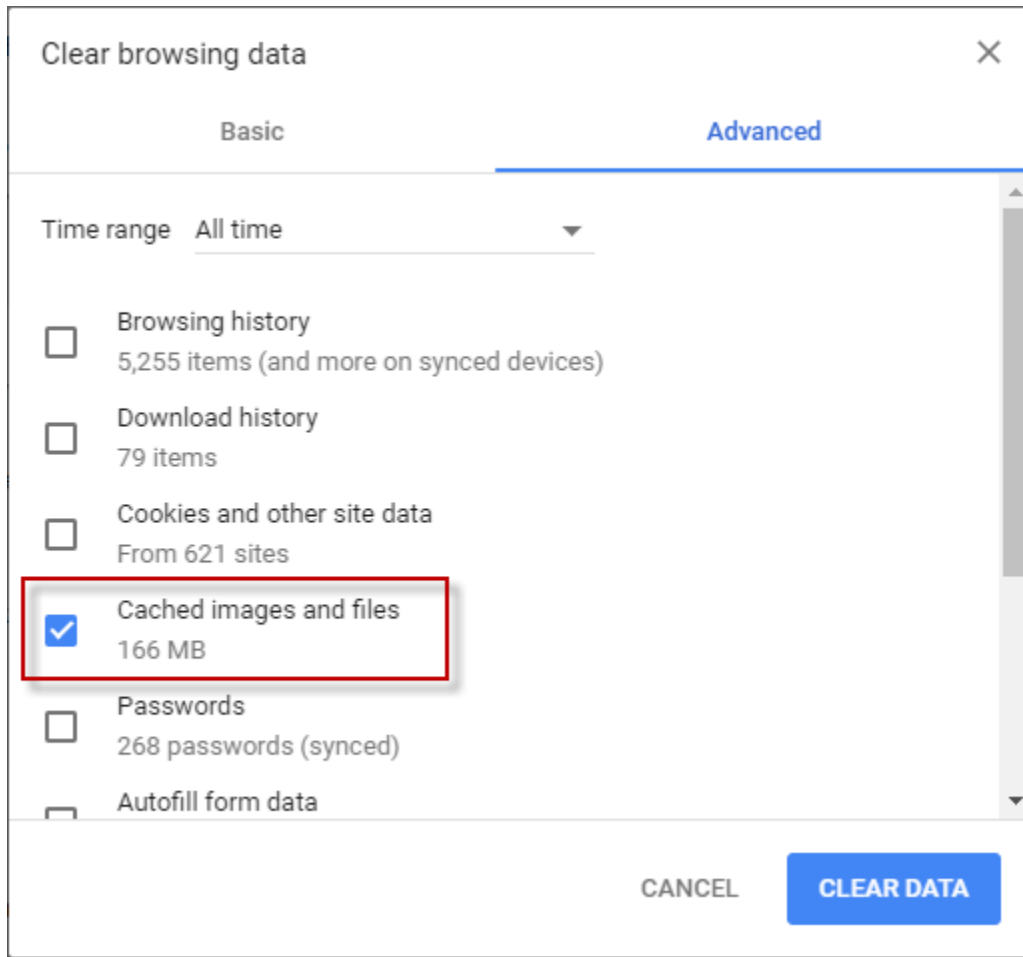 Clear browsing data
Basic
Advanced
Time range All time
Browsing history
5,255 items (and more on synced devices)
Download history
79 items
Cookies and other site data
From 621 sites
Cached images and files
166 MB
Passwords
268 passwords (synced)
Autofill form data
CANCEL
CLEAR DATA